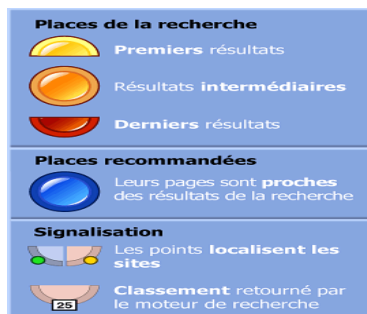 Places de la recherche
Premiers résultats
Résultats intermédiaires
Derniers résultats
Places recommandées
Leurs pages sont proches
des résultats de la recherche
Signalisation
Les points localisent les
sites
Classement retourné par
le moteur de recherche
25